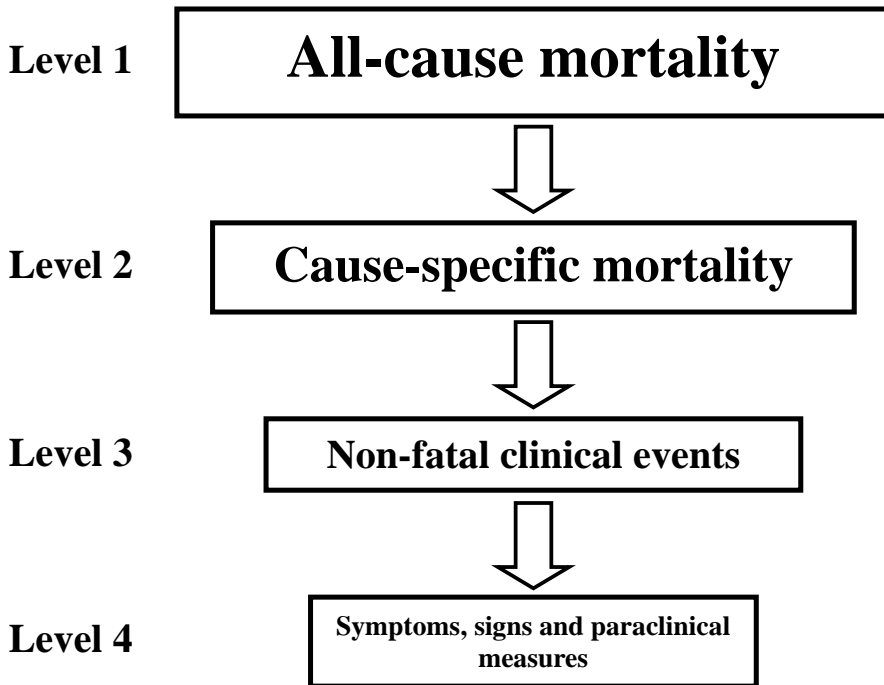 Level 1
All-cause mortality
Level 2
Cause-specific mortality
Level 3
Non-fatal clinical events
Level 4
Symptoms, signs and paraclinical
measures